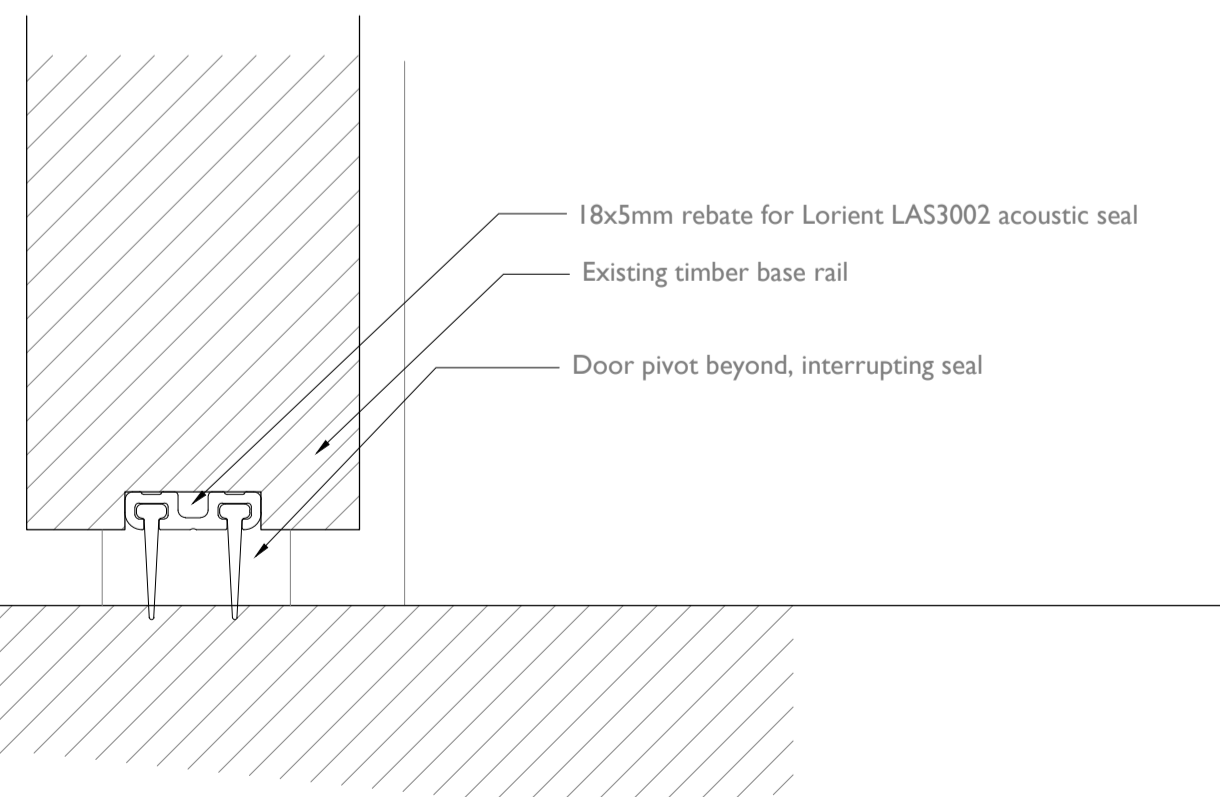 18x5mm rebate for Lorient LAS3002 acoustic seal
Existing timber base rail
Door pivot beyond, interrupting seal